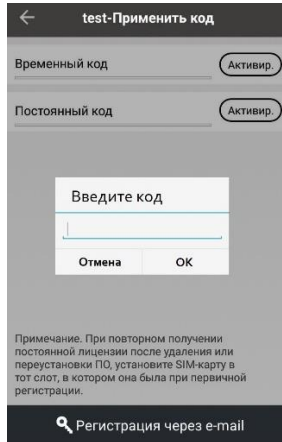 test-Применить код
Временный код
Активир.
Постоянный код
Активир.
Введите код
Отмена
OK
Примечание. При повторном получении
постоянной лицензии после удаления или
переустановки ПО, установите SIM-карту в
тот слот, в котором она была при первичной
регистрации.
Регистрация через e-mail